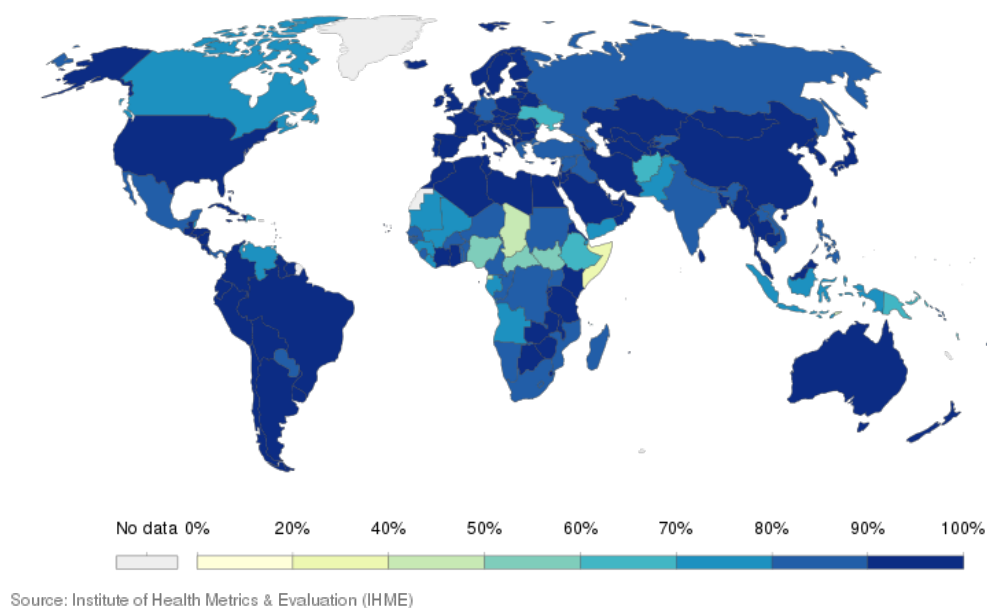 No data 0% 20% 40% 50% 60% 70% 80% 90% 100%
Source: Institute of Health Metrics & Evaluation (IHME)